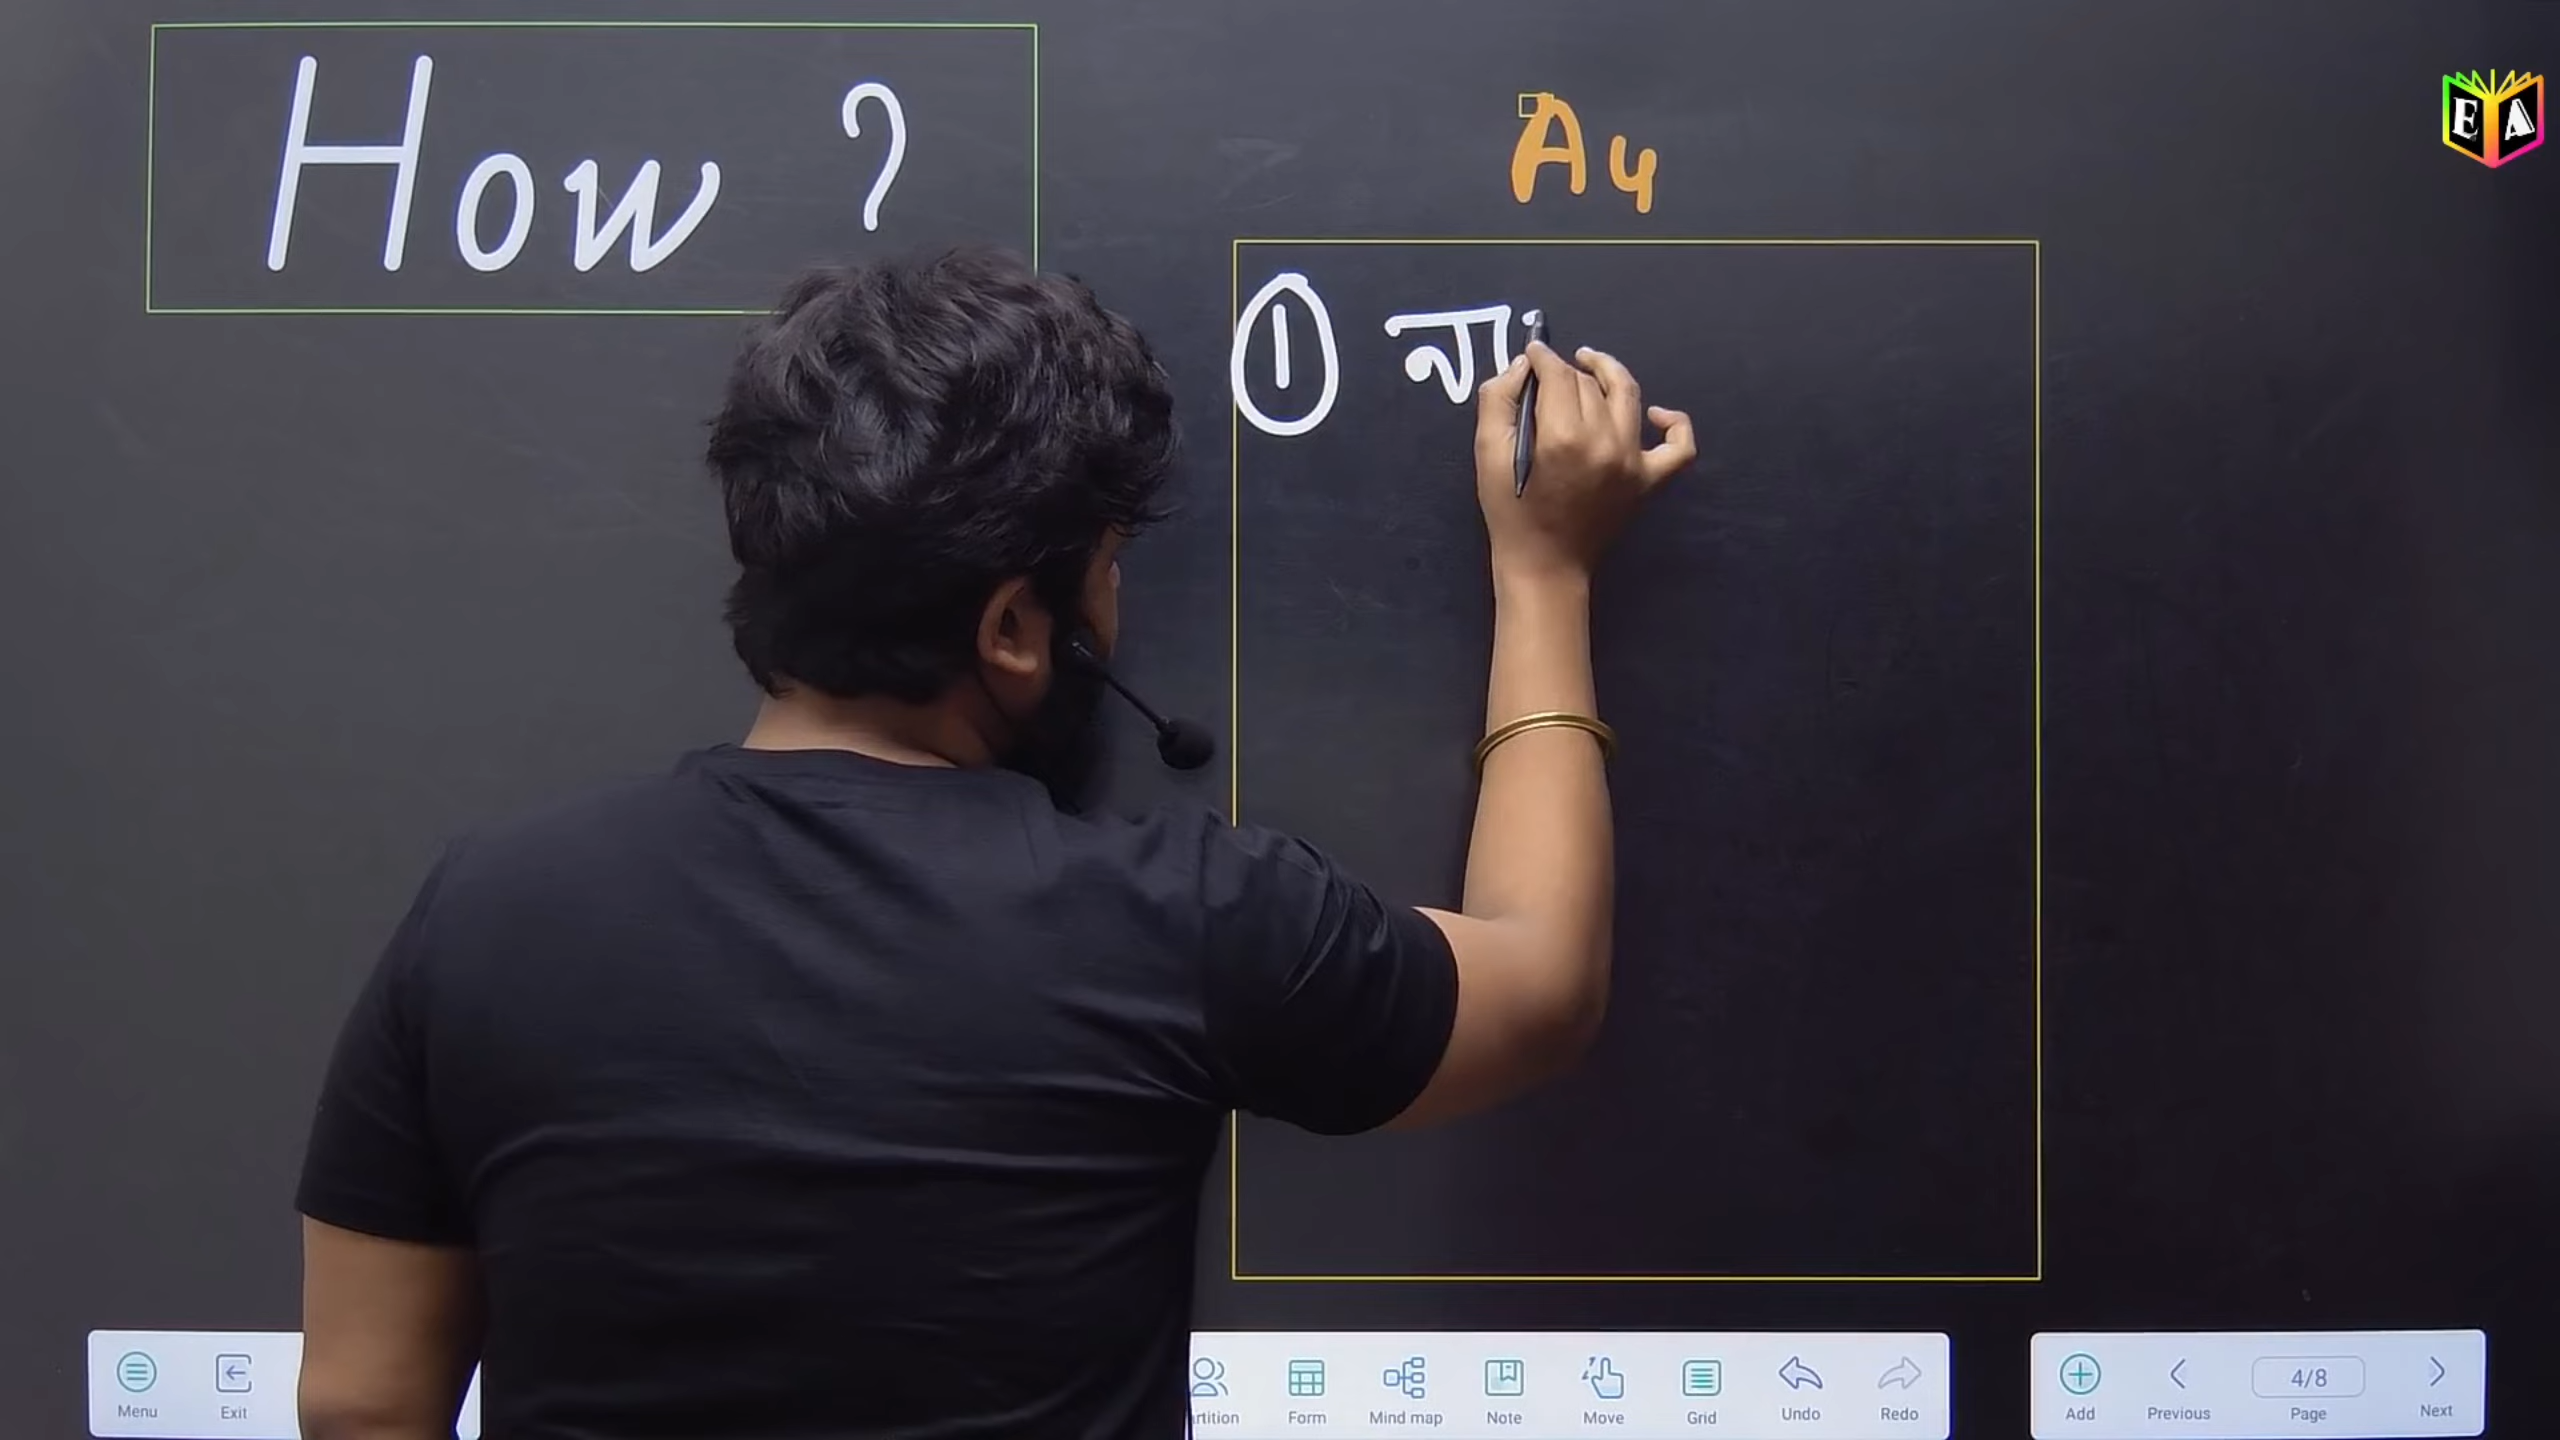 How ?
A4
EA
① না
Menu Exit Form Mind map Note Move Grid Undo Redo Add Previous 4/8 Page Next